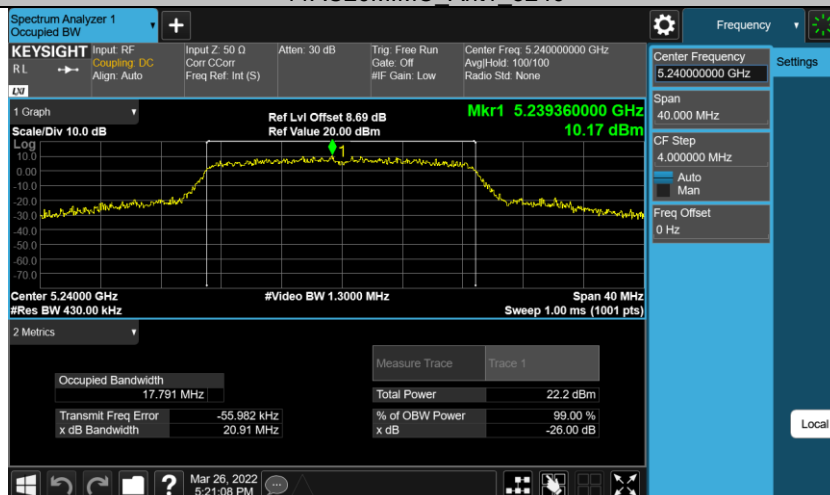 Spectrum Analyzer 1
Occupied BW
Frequency
KEYSIGHT
RL
LXI
Input: RF
Coupling: DC
Align: Auto
Input Z: 50 Ω
Corr CCorr
Freq Ref: Int (S)
Atten: 30 dB
Trig: Free Run
Gate: Off
#IF Gain: Low
Center Freq: 5.240000000 GHz
Avg|Hold: 100/100
Radio Std: None
Center Frequency
5.240000000 GHz
Settings
Span
40.000 MHz
CF Step
4.000000 MHz
Auto
Man
Freq Offset
0 Hz
Local
1 Graph
Scale/Div 10.0 dB
Ref Lvl Offset 8.69 dB
Ref Value 20.00 dBm
Mkr1 5.239360000 GHz
10.17 dBm
Log
10.0
0.00
-10.0
-20.0
-30.0
-40.0
-50.0
-60.0
-70.0
1
Center 5.24000 GHz
#Video BW 1.3000 MHz
Span 40 MHz
#Res BW 430.00 kHz
Sweep 1.00 ms (1001 pts)
2 Metrics
Measure Trace
Trace 1
Occupied Bandwidth
17.791 MHz
Total Power
22.2 dBm
Transmit Freq Error
-55.982 kHz
% of OBW Power
99.00 %
x dB Bandwidth
20.91 MHz
x dB
-26.00 dB
Mar 26, 2022
5:21:08 PM